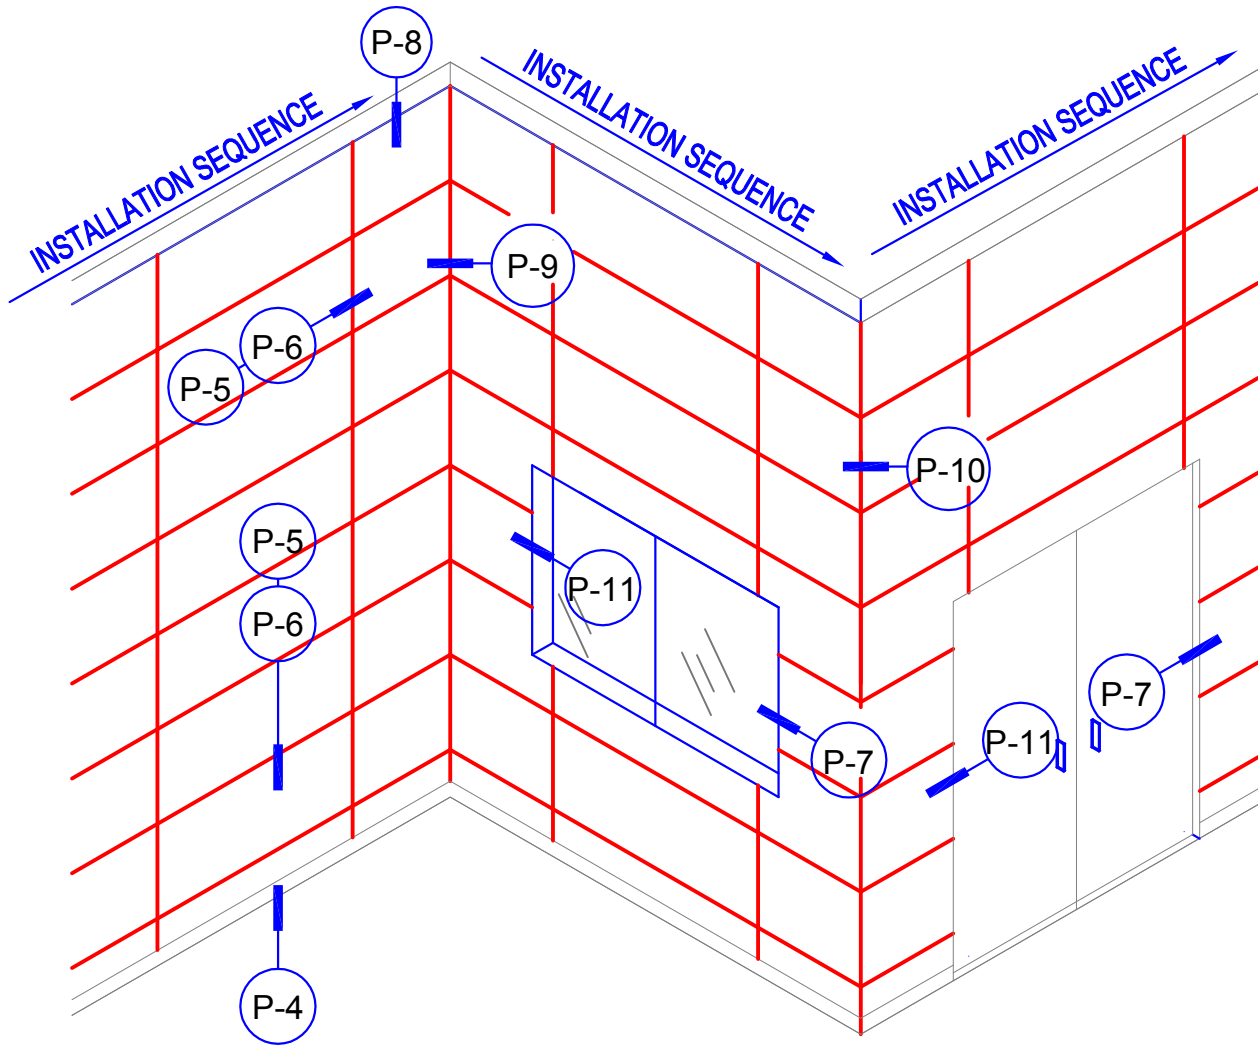 P-8
INSTALLATION SEQUENCE
INSTALLATION SEQUENCE
INSTALLATION SEQUENCE
P-9
P-6
P-5
P-10
P-5
P-11
P-6
P-7
P-11
P-7
P-4